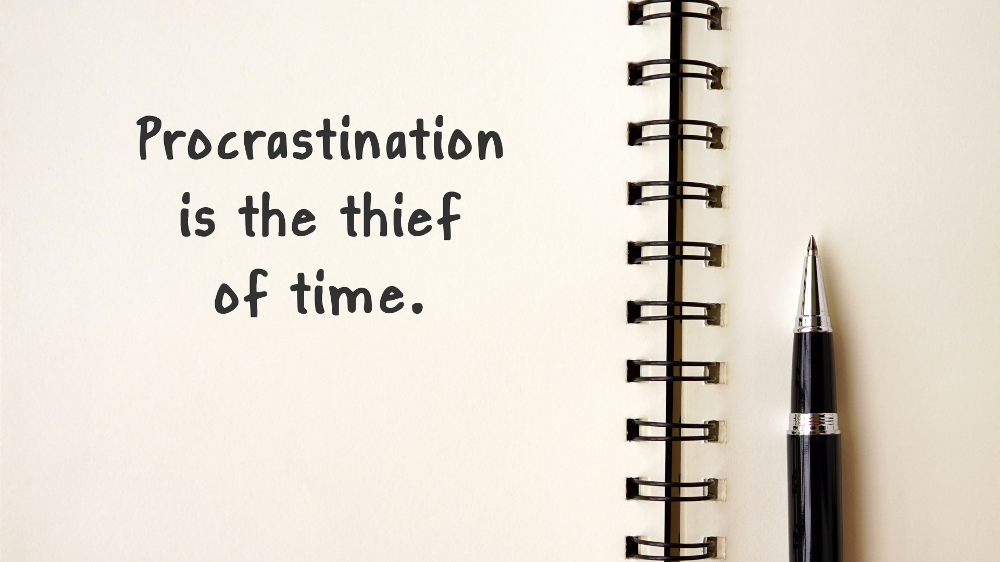 Procrastination
is the thief
of time.